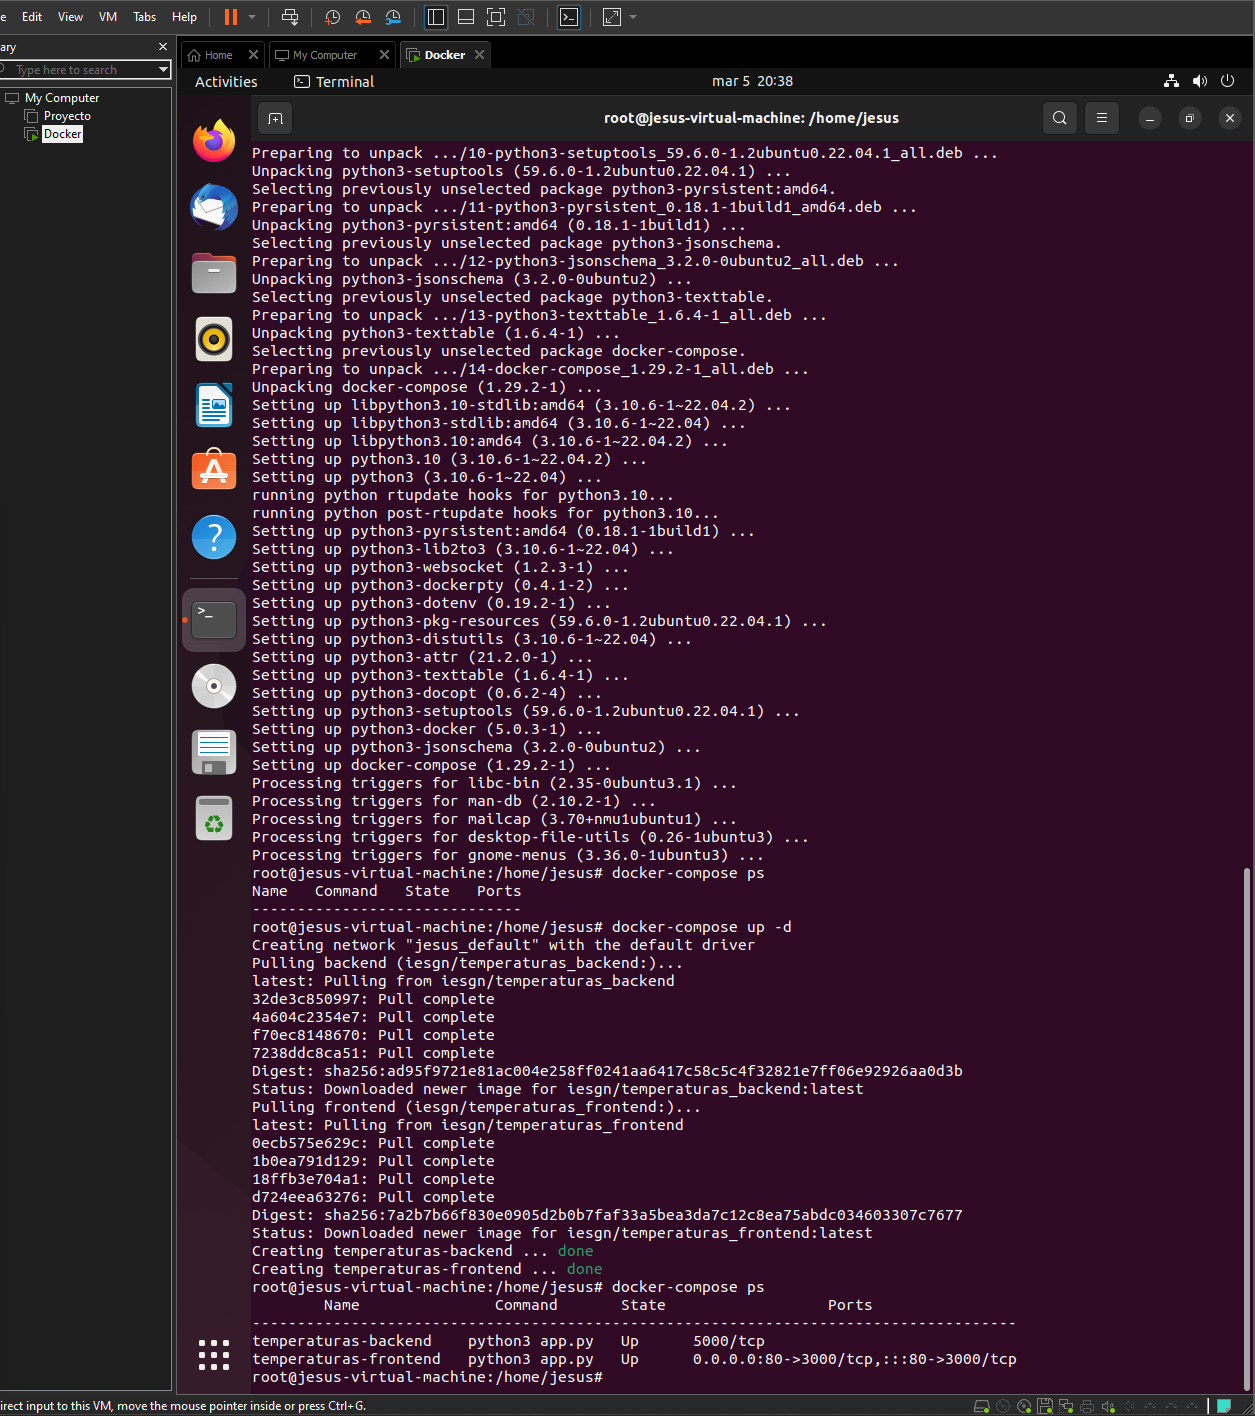 e Edit View VM Tabs Help
ary
Type here to search
My Computer
Proyecto
Docker
Home
My Computer
Docker
Activities
Terminal
mar 5 20:38
root@jesus-virtual-machine: /home/jesus
Preparing to unpack .../10-python3-setuptools_59.6.0-1.2ubuntu0.22.04.1_all.deb ...
Unpacking python3-setuptools (59.6.0-1.2ubuntu0.22.04.1) ...
Selecting previously unselected package python3-pyrsistent:amd64.
Preparing to unpack .../11-python3-pyrsistent_0.18.1-1build1_amd64.deb ...
Unpacking python3-pyrsistent:amd64 (0.18.1-1build1) ...
Selecting previously unselected package python3-jsonschema.
Preparing to unpack .../12-python3-jsonschema_3.2.0-0ubuntu2_all.deb ...
Unpacking python3-jsonschema (3.2.0-0ubuntu2) ...
Selecting previously unselected package python3-texttable.
Preparing to unpack .../13-python3-texttable_1.6.4-1_all.deb ...
Unpacking python3-texttable (1.6.4-1) ...
Selecting previously unselected package docker-compose.
Preparing to unpack .../14-docker-compose_1.29.2-1_all.deb ...
Unpacking docker-compose (1.29.2-1) ...
Setting up libpython3.10-stdlib:amd64 (3.10.6-1~22.04.2) ...
Setting up libpython3-stdlib:amd64 (3.10.6-1~22.04) ...
Setting up libpython3.10:amd64 (3.10.6-1~22.04.2) ...
Setting up python3.10 (3.10.6-1~22.04.2) ...
Setting up python3 (3.10.6-1~22.04) ...
running python rtupdate hooks for python3.10...
running python post-rtupdate hooks for python3.10...
Setting up python3-pyrsistent:amd64 (0.18.1-1build1) ...
Setting up python3-lib2to3 (3.10.6-1~22.04) ...
Setting up python3-websocket (1.2.3-1) ...
Setting up python3-dockerpty (0.4.1-2) ...
Setting up python3-dotenv (0.19.2-1) ...
Setting up python3-pkg-resources (59.6.0-1.2ubuntu0.22.04.1) ...
Setting up python3-distutils (3.10.6-1~22.04) ...
Setting up python3-attr (21.2.0-1) ...
Setting up python3-texttable (1.6.4-1) ...
Setting up python3-docopt (0.6.2-4) ...
Setting up python3-setuptools (59.6.0-1.2ubuntu0.22.04.1) ...
Setting up python3-docker (5.0.3-1) ...
Setting up python3-jsonschema (3.2.0-0ubuntu2) ...
Setting up docker-compose (1.29.2-1) ...
Processing triggers for libc-bin (2.35-0ubuntu3.1) ...
Processing triggers for man-db (2.10.2-1) ...
Processing triggers for mailcap (3.70+nmu1ubuntu1) ...
Processing triggers for desktop-file-utils (0.26-1ubuntu3) ...
Processing triggers for gnome-menus (3.36.0-1ubuntu3) ...
root@jesus-virtual-machine:/home/jesus# docker-compose ps
Name   Command   State   Ports
------------------------------
root@jesus-virtual-machine:/home/jesus# docker-compose up -d
Creating network "jesus_default" with the default driver
Pulling backend (iesgn/temperaturas_backend:)...
latest: Pulling from iesgn/temperaturas_backend
32de3c850997: Pull complete
4a604c2354e7: Pull complete
f70ec8148670: Pull complete
7238ddc8ca51: Pull complete
Digest: sha256:ad95f9721e81ac004e258ff0241aa6417c58c5c4f32821e7ff06e92926aa0d3b
Status: Downloaded newer image for iesgn/temperaturas_backend:latest
Pulling frontend (iesgn/temperaturas_frontend:)...
latest: Pulling from iesgn/temperaturas_frontend
0ecb575e629c: Pull complete
1b0ea791d129: Pull complete
18ffb3e704a1: Pull complete
d724eea63276: Pull complete
Digest: sha256:7a2b7b66f830e0905d2b0b7faf33a5bea3da7c12c8ea75abdc034603307c7677
Status: Downloaded newer image for iesgn/temperaturas_frontend:latest
Creating temperaturas-backend ... done
Creating temperaturas-frontend ... done
root@jesus-virtual-machine:/home/jesus# docker-compose ps
Name   Command   State   Ports
-------------------------------------------------------------------------------------
temperaturas-backend    python3 app.py   Up      5000/tcp
temperaturas-frontend   python3 app.py   Up      0.0.0.0:80->3000/tcp,:::80->3000/tcp
root@jesus-virtual-machine:/home/jesus#
irect input to this VM, move the mouse pointer inside or press Ctrl+G.